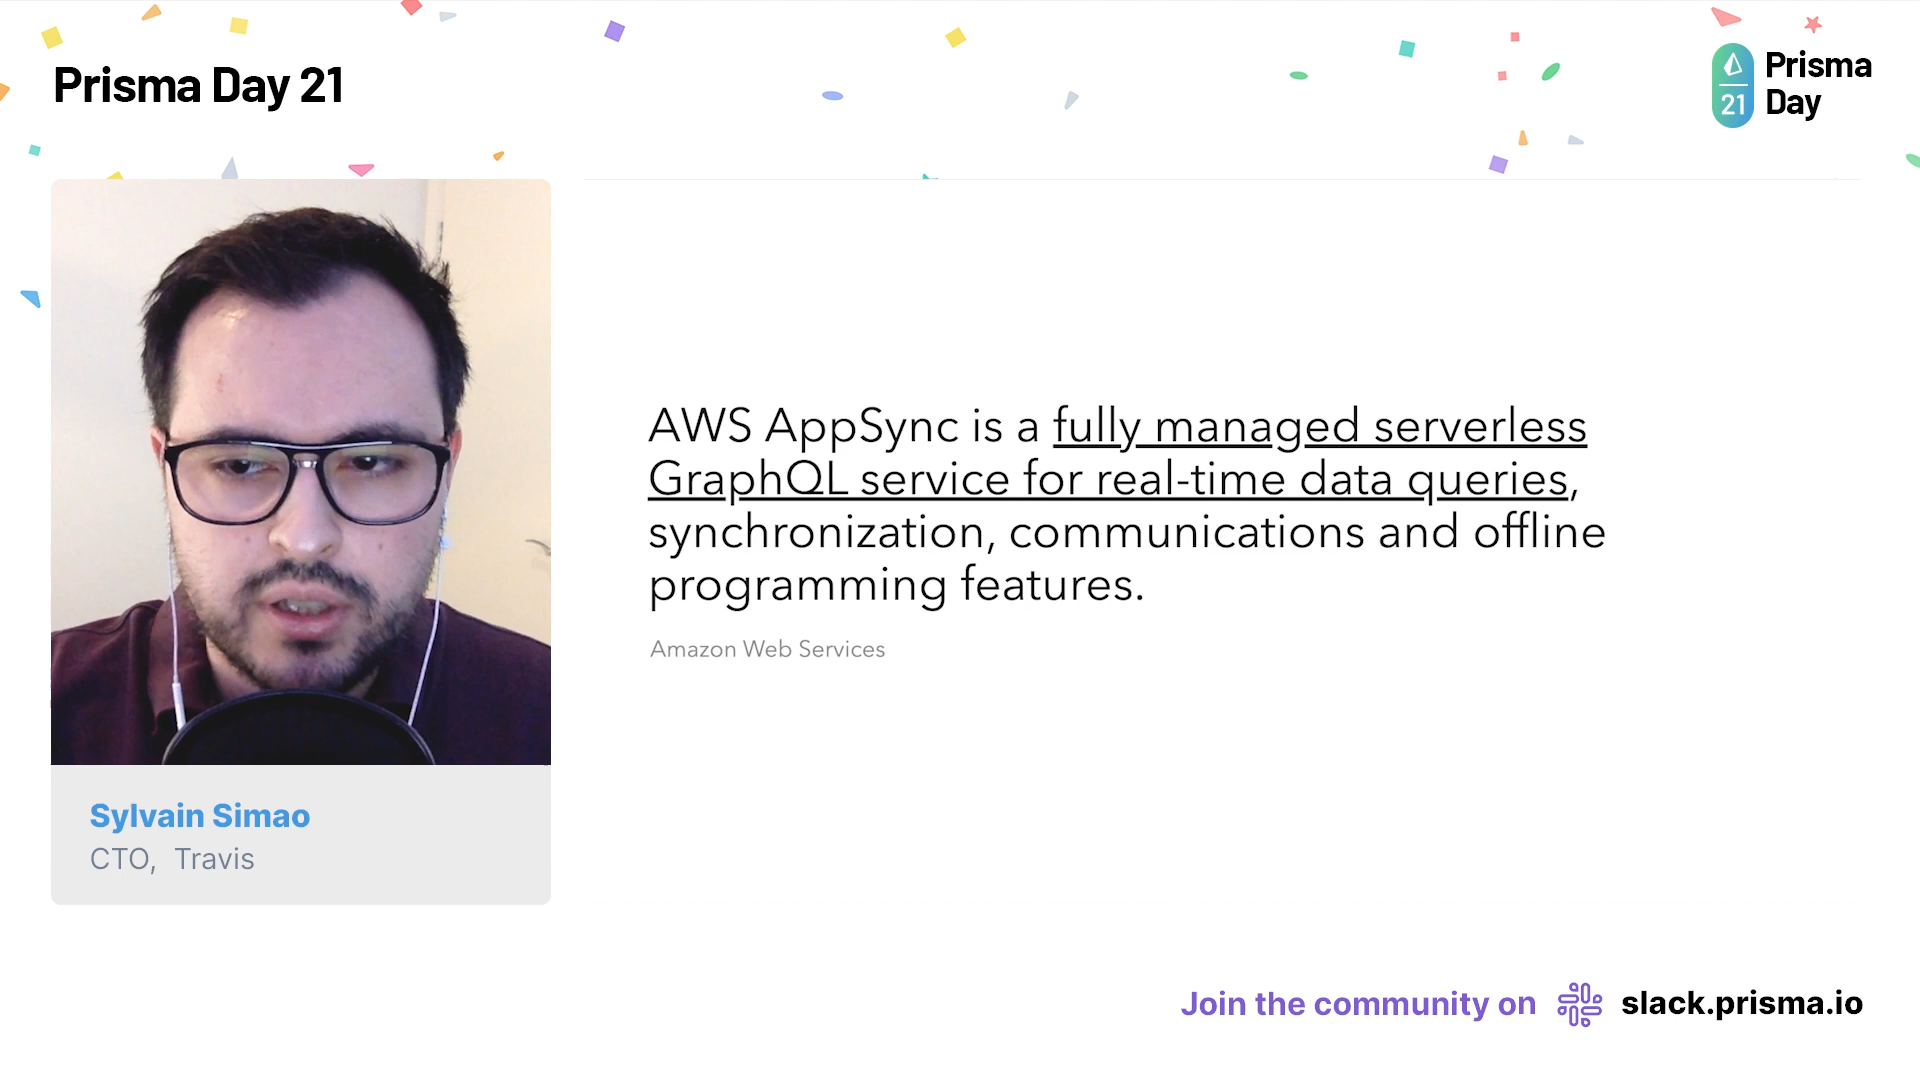 Prisma Day 21
21
Prisma
Day
AWS AppSync is a fully managed serverless
GraphQL service for real-time data queries,
synchronization, communications and offline
programming features.
Amazon Web Services
Sylvain Simao
CTO, Travis
Join the community on slack.prisma.io